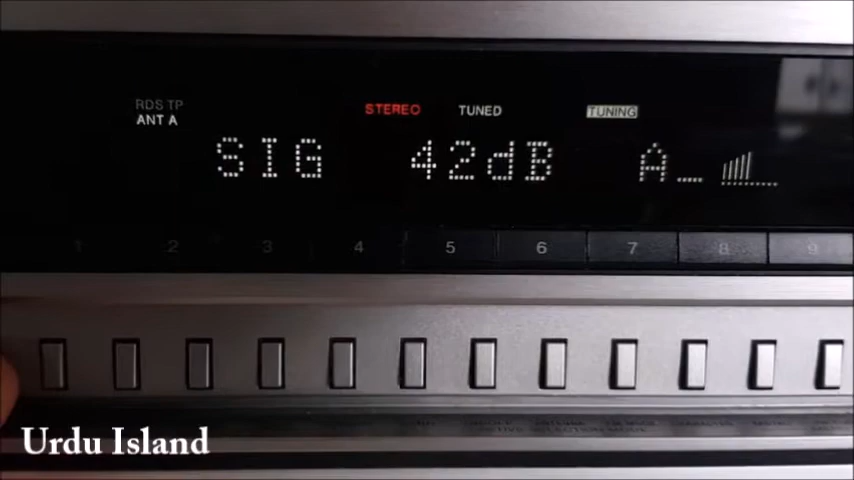 RDS TP
ANT A
STEREO TUNED TUNING
SIG 42dB A_
1 2 3 4 5 6 7 8 9
Urdu Island